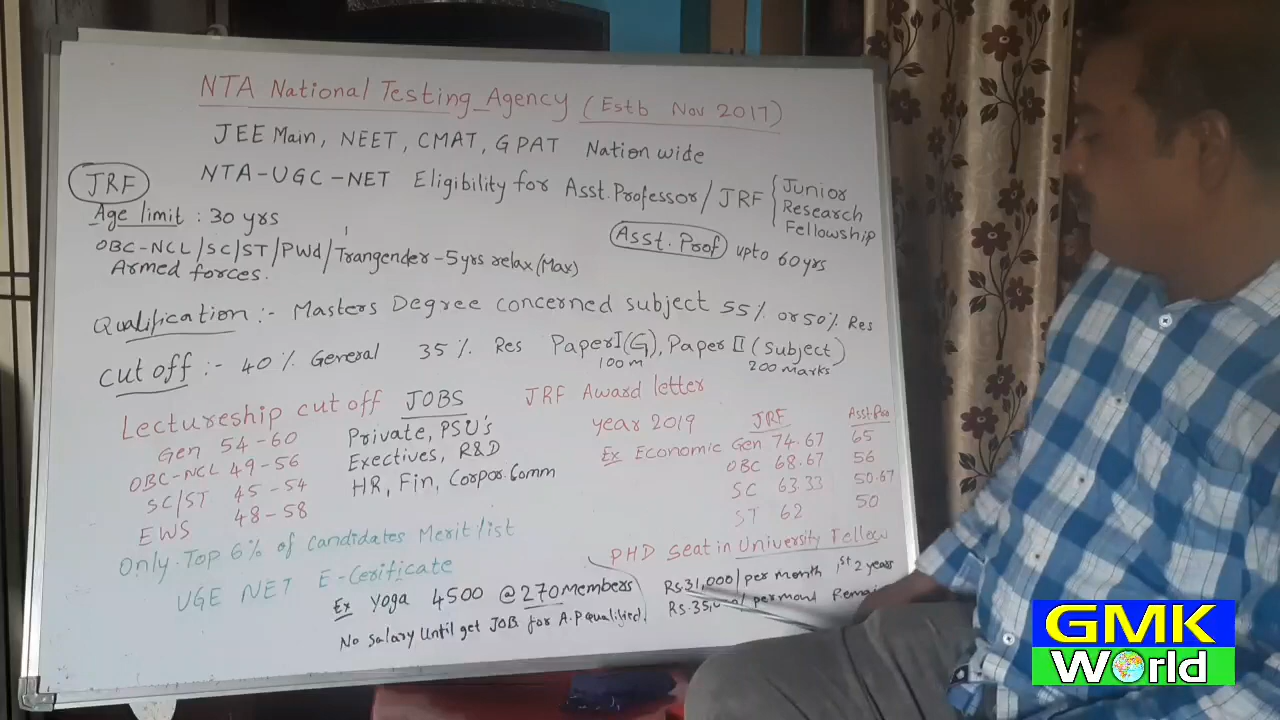 NTA National Testing Agency (Estb Nov 2017)
JEE Main, NEET, CMAT, GPAT Nation wide
NTA-UGC-NET Eligibility for Asst.Professor / JRF { Junior
Research
Fellowship
JRF
Age limit : 30 yrs
OBC-NCL/SC/ST/PWd/Trangender-5yrs relax(Max)
Armed forces.
Asst. Prof upto 60yrs
Qualification :- Masters Degree concerned subject 55% or 50% Res
Cut off :- 40% General 35% Res Paper I (G), Paper II (Subject)
100m 200 marks
Lectureship cut off
Gen 54-60
OBC-NCL 49-56
SC/ST 45-54
EWS 48-58
JOBS
Private, PSU's
Exectives, R&D
HR, Fin, Corpor.Comm
JRF Award letter
year 2019 JRF Asst.Pro
Ex Economic Gen 74.67 65
OBC 68.67 56
SC 63.33 50.67
ST 62 50
Only Top 6% of candidates Merit list
UGE NET E-Cerificate
Ex Yoga 4500 @ 270 members
No salary Until get JOB for A.P qualified.
PHD Seat in University Fellow
Rs.31,000/per month 1st 2 years
Rs.35, permond Remai
GMK
World